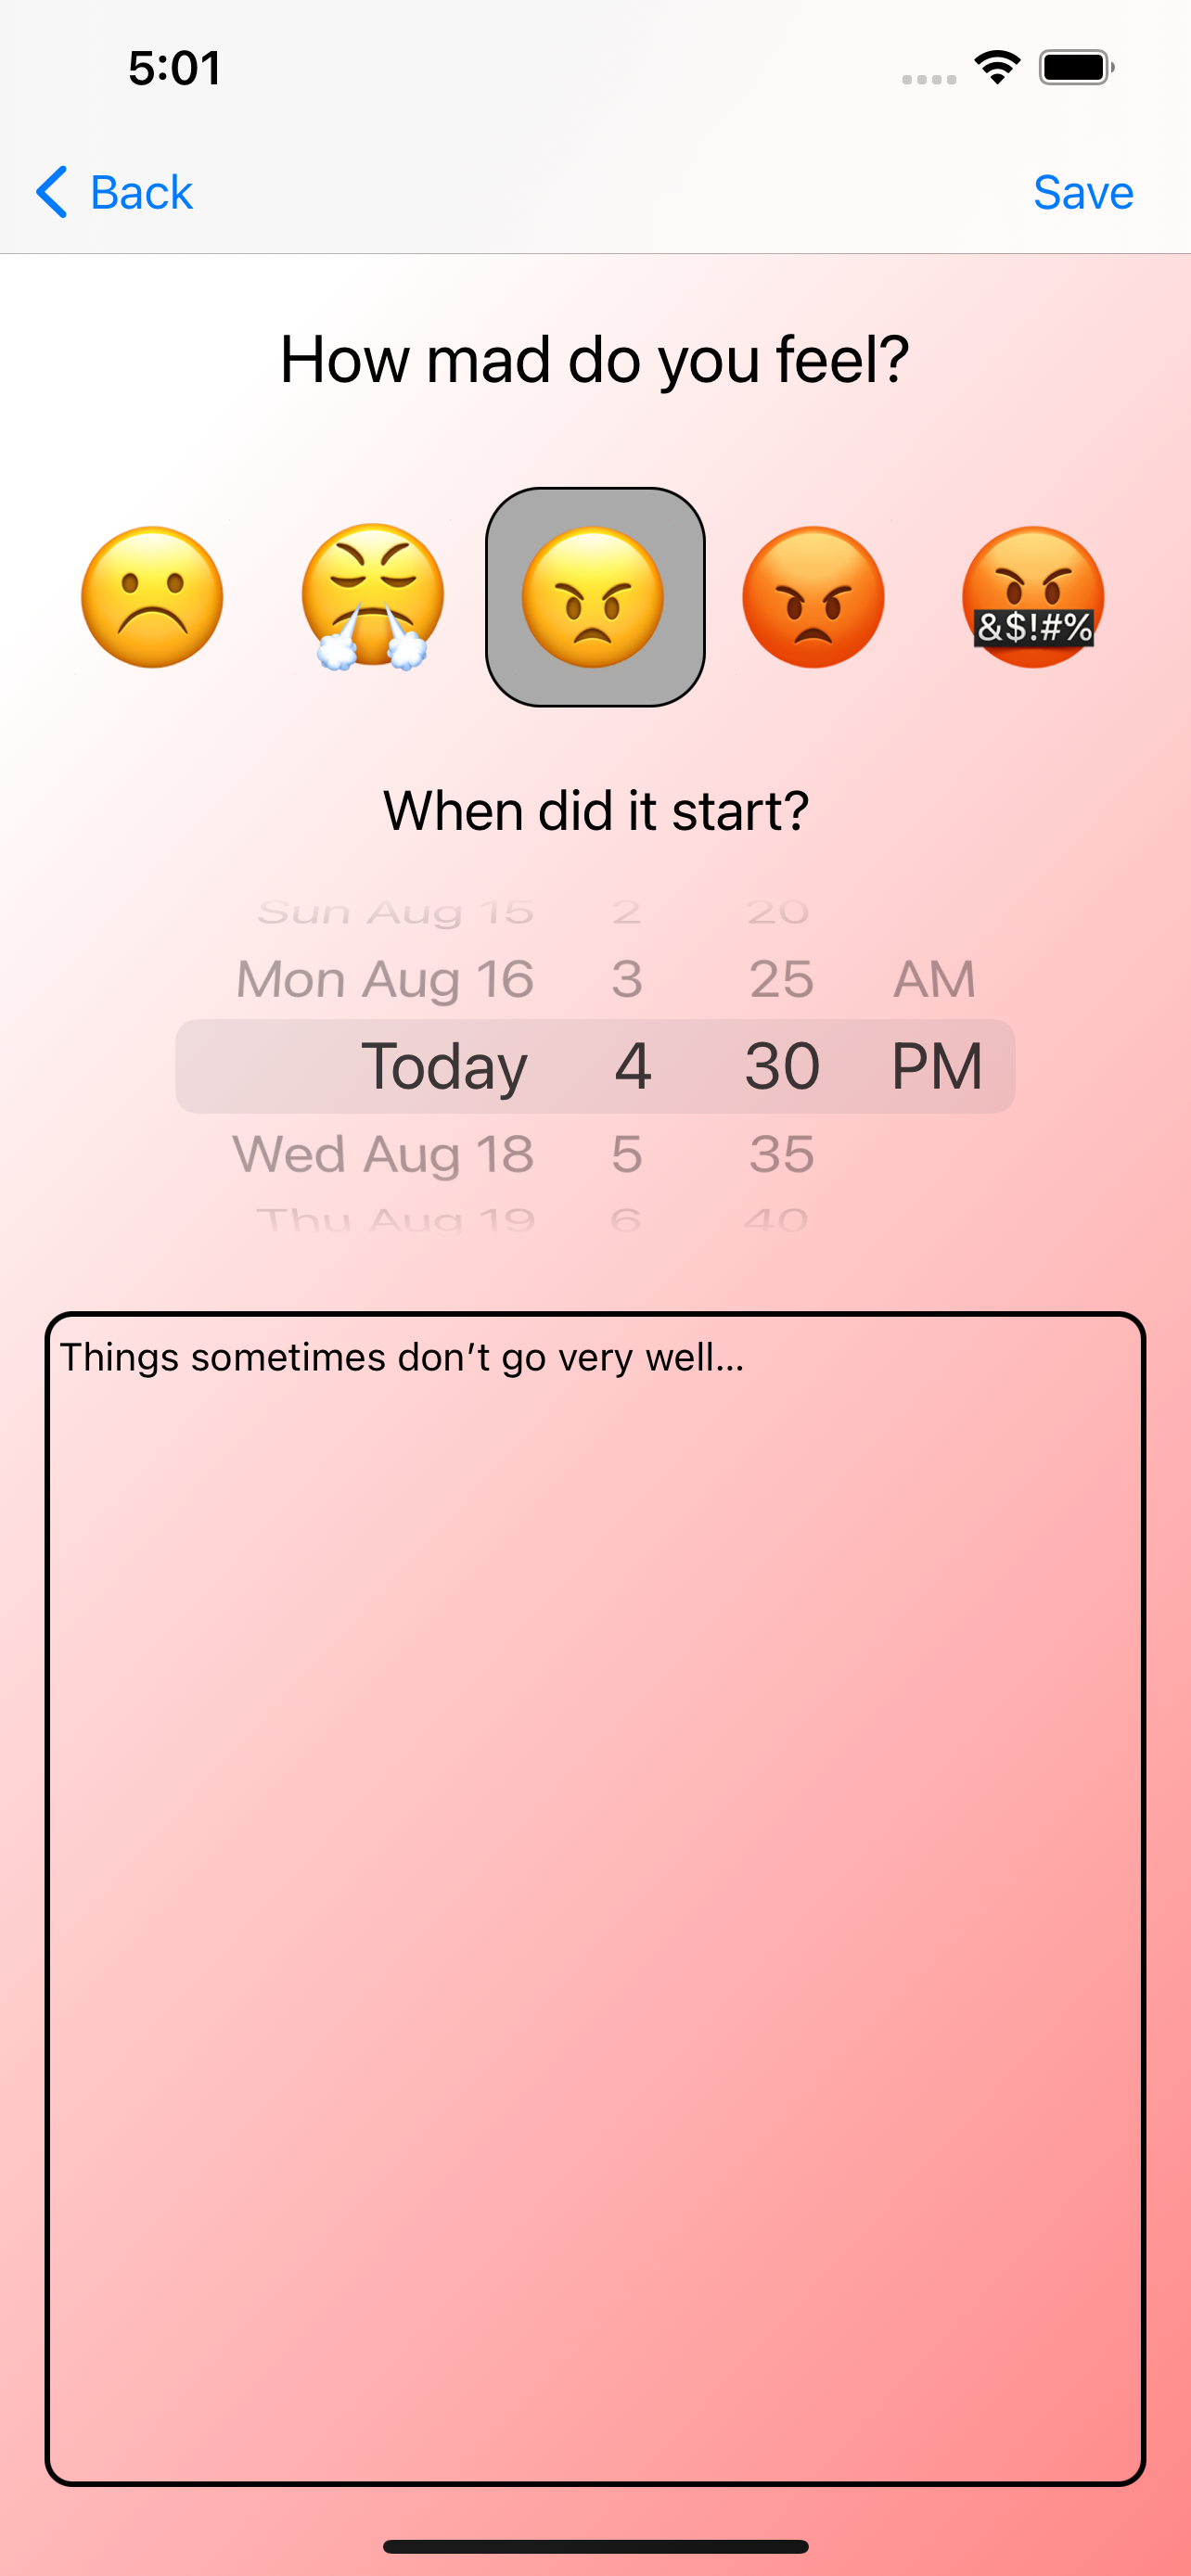 5:01
Back Save
How mad do you feel?
&$!#%
When did it start?
Sun Aug 15 2 20
Mon Aug 16 3 25 AM
Today 4 30 PM
Wed Aug 18 5 35
Thu Aug 19 6 40
Things sometimes don’t go very well...